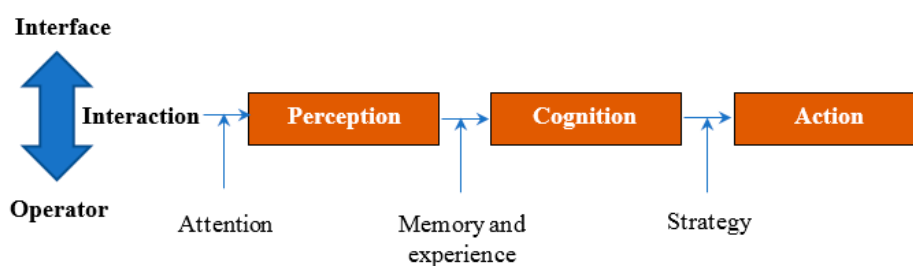 Interface
Interaction
Perception
Cognition
Action
Operator
Attention
Memory and
experience
Strategy